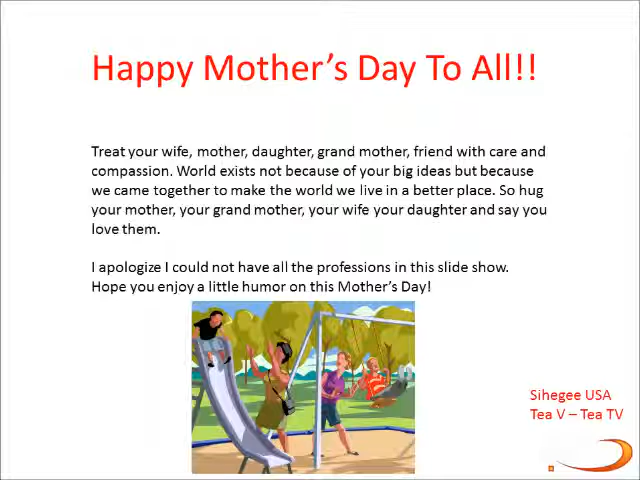 Happy Mother’s Day To All!!
Treat your wife, mother, daughter, grand mother, friend with care and
compassion. World exists not because of your big ideas but because
we came together to make the world we live in a better place. So hug
your mother, your grand mother, your wife your daughter and say you
love them.
I apologize I could not have all the professions in this slide show.
Hope you enjoy a little humor on this Mother’s Day!
Sihegee USA
Tea V – Tea TV